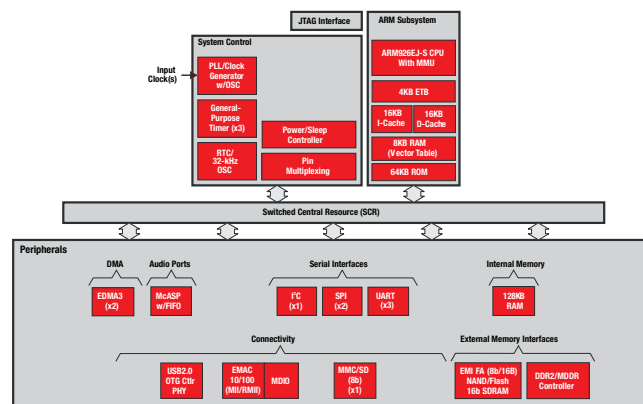 JTAG Interface
ARM Subsystem
System Control
Input
Clock(s)
PLL/Clock
Generator
w/OSC
General-
Purpose
Timer (x3)
RTC/
32-kHz
OSC
Power/Sleep
Controller
Pin
Multiplexing
ARM926EJ-S CPU
With MMU
4KB ETB
16KB
I-Cache
16KB
D-Cache
8KB RAM
(Vector Table)
64KB ROM
Switched Central Resource (SCR)
Peripherals
DMA
EDMA3
(x2)
Audio Ports
McASP
w/FIFO
Serial Interfaces
I²C
(x1)
SPI
(x2)
UART
(x3)
Internal Memory
128KB
RAM
Connectivity
USB2.0
OTG Ctlr
PHY
EMAC
10/100
(MII/RMII)
MDIO
MMC/SD
(8b)
(x1)
External Memory Interfaces
EMI FA (8b/16B)
NAND/Flash
16b SDRAM
DDR2/MDDR
Controller